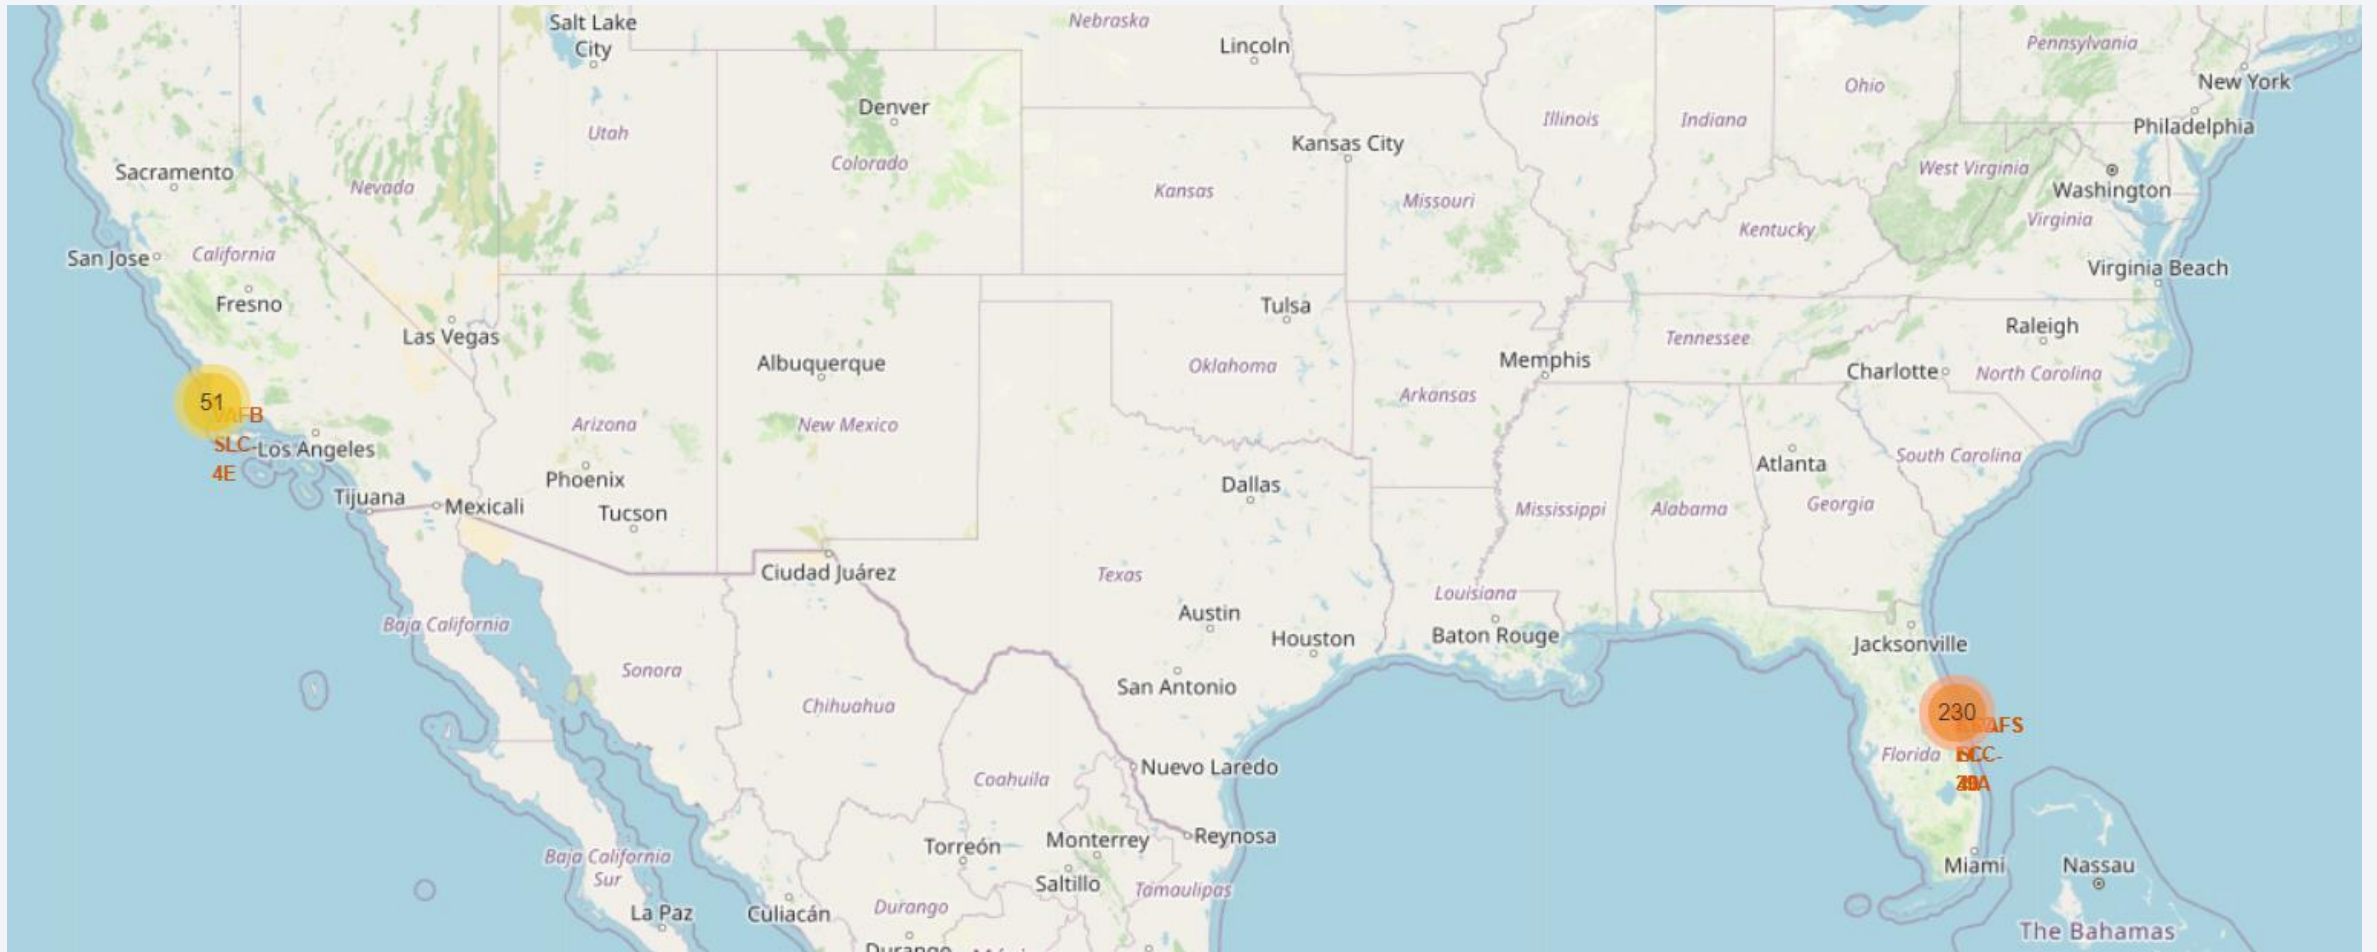 Salt Lake
City
Nebraska
Lincoln
Pennsylvania
New York
Ohio
Denver
Utah
Colorado
Illinois
Indiana
Philadelphia
Kansas City
Sacramento
Nevada
Kansas
Missouri
West Virginia
Washington
Virginia
Kentucky
San Jose
California
Virginia Beach
Fresno
Tulsa
Las Vegas
Raleigh
Tennessee
Albuquerque
Oklahoma
Memphis
Charlotte
North Carolina
51
VAFB
SLC-
4E
Arkansas
Arizona
New Mexico
Los Angeles
South Carolina
Atlanta
Phoenix
Dallas
Tijuana
Mexicali
Tucson
Mississippi
Alabama
Georgia
Ciudad Juárez
Texas
Louisiana
Austin
Baja California
Houston
Baton Rouge
Jacksonville
Sonora
San Antonio
Chihuahua
230
Florida
Coahuila
Nuevo Laredo
Torreón
Monterrey
Reynosa
Baja California
Sur
Saltillo
Tamaulipas
Miami
Nassau
La Paz
Culiacán
Durango
The Bahamas
Durango